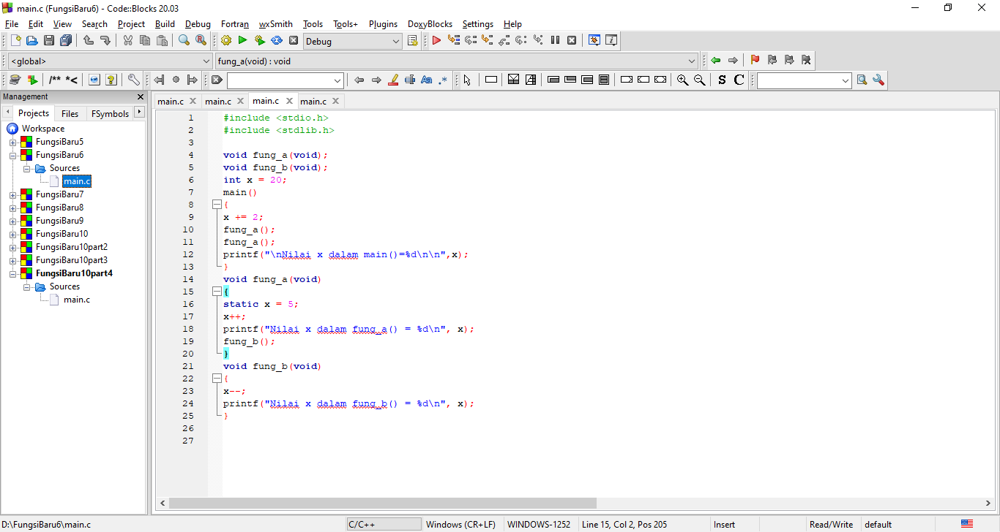 main.c (FungsiBaru6) - Code::Blocks 20.03
File Edit View Search Project Build Debug Fortran wxSmith Tools Tools+ Plugins DoxyBlocks Settings Help
Debug
<global> fung_a(void) : void
/** *< S C
Management
main.c main.c main.c main.c
Projects Files FSymbols
Workspace
FungsiBaru5
FungsiBaru6
Sources
main.c
FungsiBaru7
FungsiBaru8
FungsiBaru9
FungsiBaru10
FungsiBaru10part2
FungsiBaru10part3
FungsiBaru10part4
Sources
main.c
1 #include <stdio.h>
2 #include <stdlib.h>
3
4 void fung_a(void);
5 void fung_b(void);
6 int x = 20;
7 main()
8 {
9 x += 2;
10 fung_a();
11 fung_a();
12 printf("\nNilai x dalam main()=%d\n\n",x);
13 }
14 void fung_a(void)
15 {
16 static x = 5;
17 x++;
18 printf("Nilai x dalam fung_a() = %d\n", x);
19 fung_b();
20 }
21 void fung_b(void)
22 {
23 x--;
24 printf("Nilai x dalam fung_b() = %d\n", x);
25 }
26
27
D:\FungsiBaru6\main.c C/C++ Windows (CR+LF) WINDOWS-1252 Line 15, Col 2, Pos 205 Insert Read/Write default